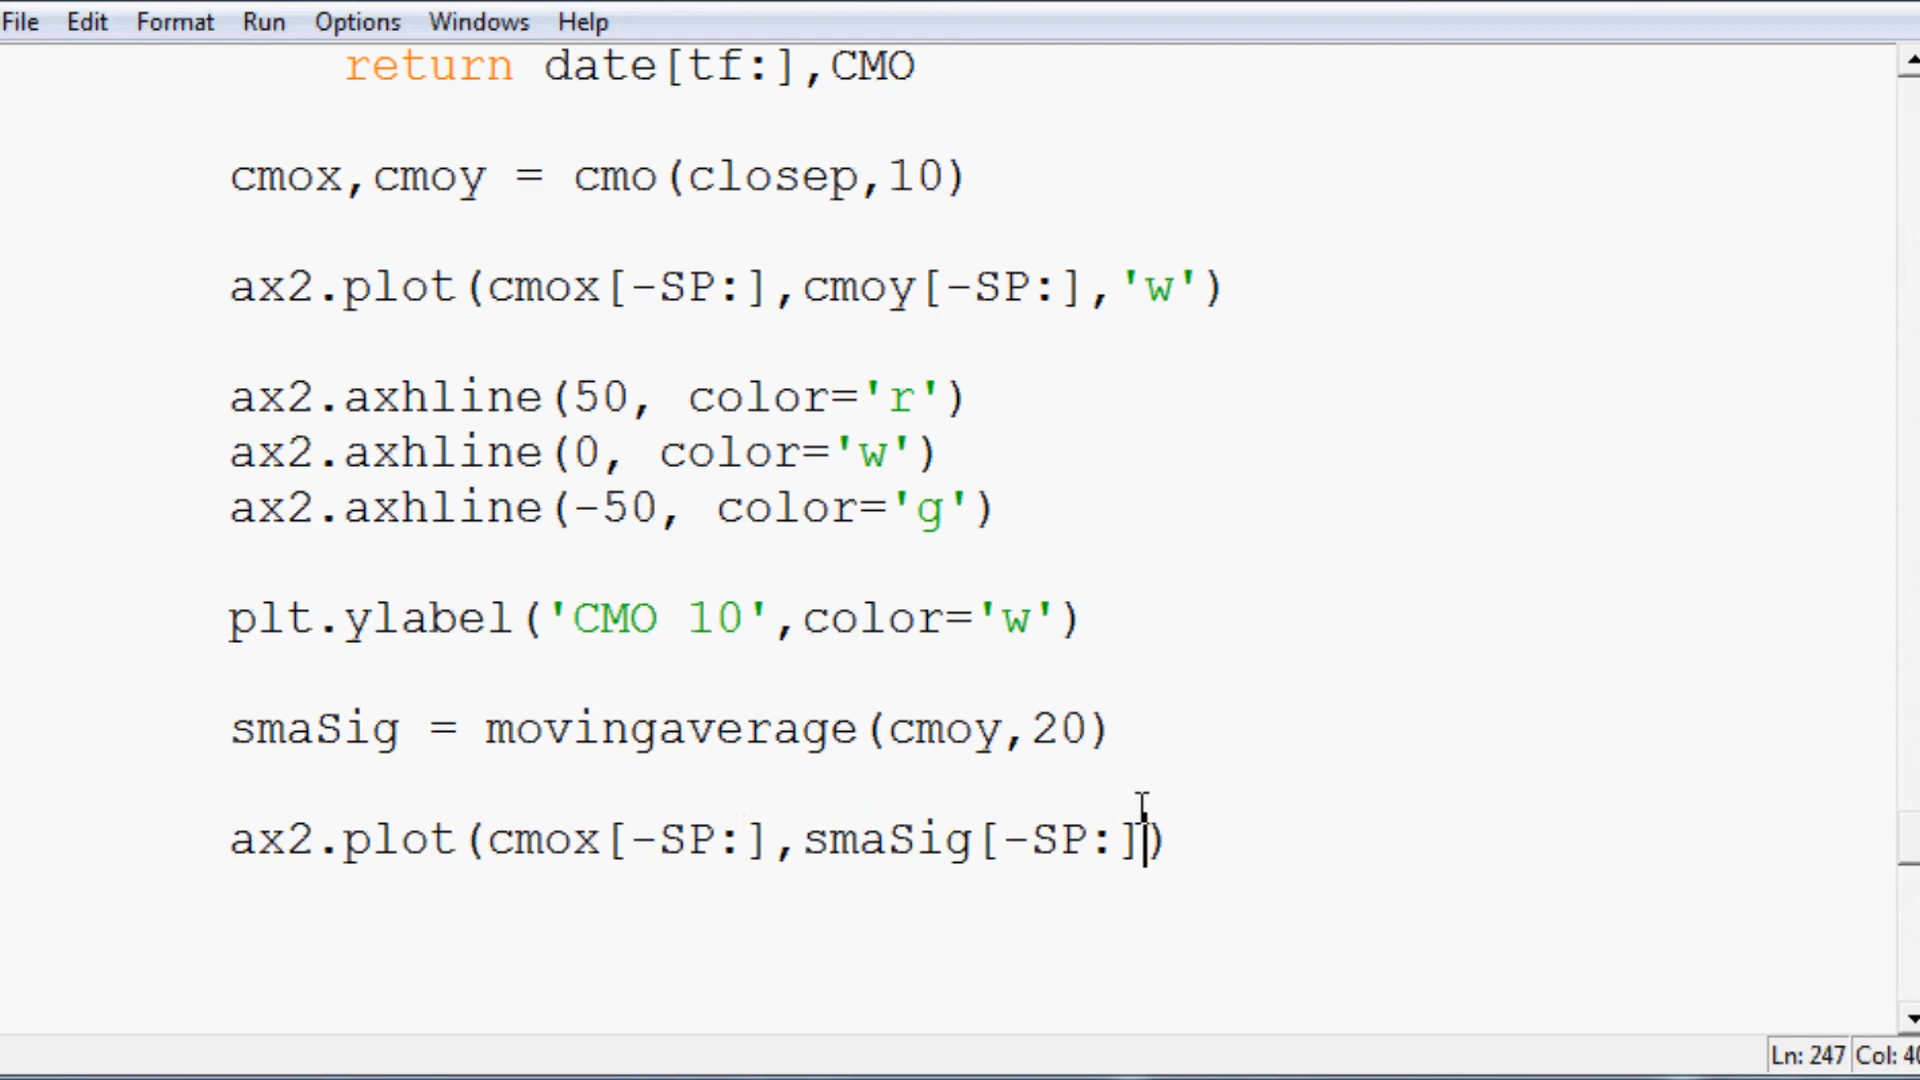 File Edit Format Run Options Windows Help
return date[tf:],CMO
cmox,cmoy = cmo(closep,10)
ax2.plot(cmox[-SP:],cmoy[-SP:],'w')
ax2.axhline(50, color='r')
ax2.axhline(0, color='w')
ax2.axhline(-50, color='g')
plt.ylabel('CMO 10',color='w')
smaSig = movingaverage(cmoy,20)
ax2.plot(cmox[-SP:],smaSig[-SP:])
Ln: 247 Col: 40